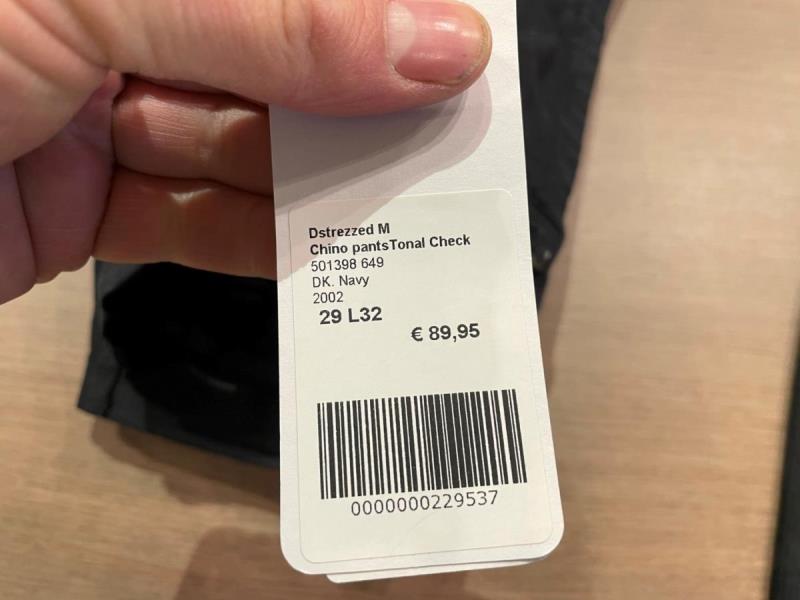 Dstrezzed M
Chino pantsTonal Check
501398 649
DK. Navy
2002
29 L32
€ 89,95
0000000229537